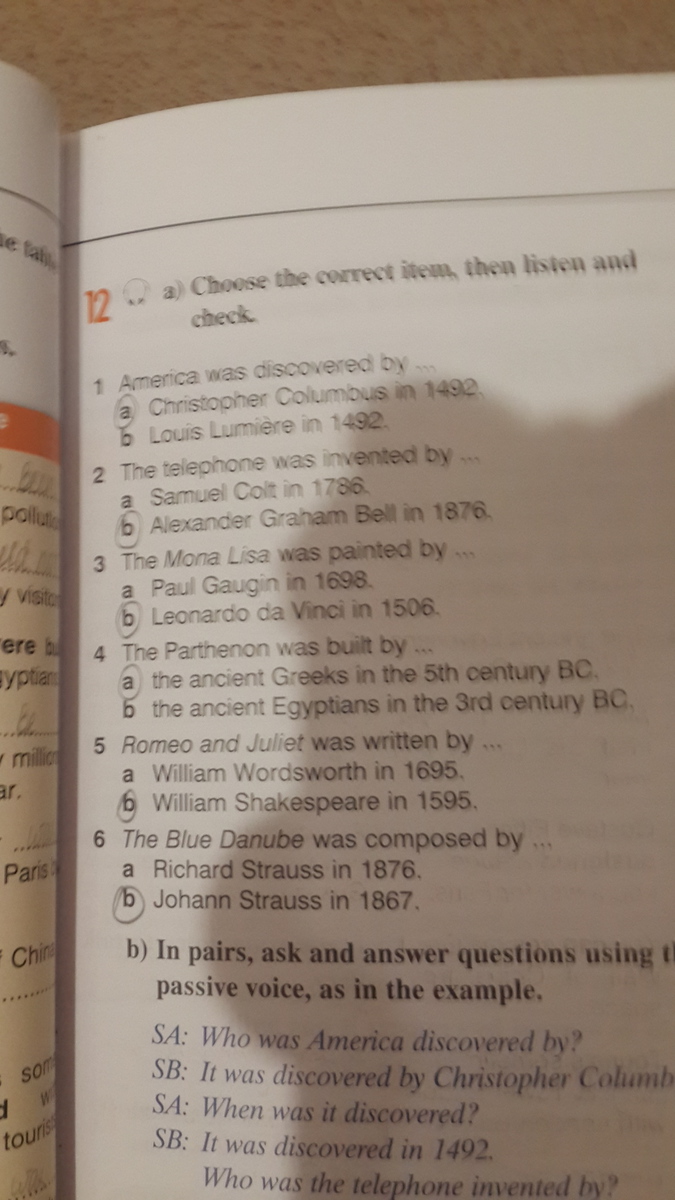 12 a) Choose the correct item, then listen and
check.
1 America was discovered by ...
a Christopher Columbus in 1492.
b Louis Lumière in 1492.
2 The telephone was invented by ...
a Samuel Colt in 1786.
b Alexander Graham Bell in 1876.
3 The Mona Lisa was painted by ...
a Paul Gaugin in 1698.
b Leonardo da Vinci in 1506.
4 The Parthenon was built by ...
a the ancient Greeks in the 5th century BC.
b the ancient Egyptians in the 3rd century BC.
5 Romeo and Juliet was written by ...
a William Wordsworth in 1695.
b William Shakespeare in 1595.
6 The Blue Danube was composed by ...
a Richard Strauss in 1876.
b Johann Strauss in 1867.
b) In pairs, ask and answer questions using
passive voice, as in the example.
SA: Who was America discovered by?
SB: It was discovered by Christopher Columb
SA: When was it discovered?
SB: It was discovered in 1492.
Who was the telephone invented by?
Paris